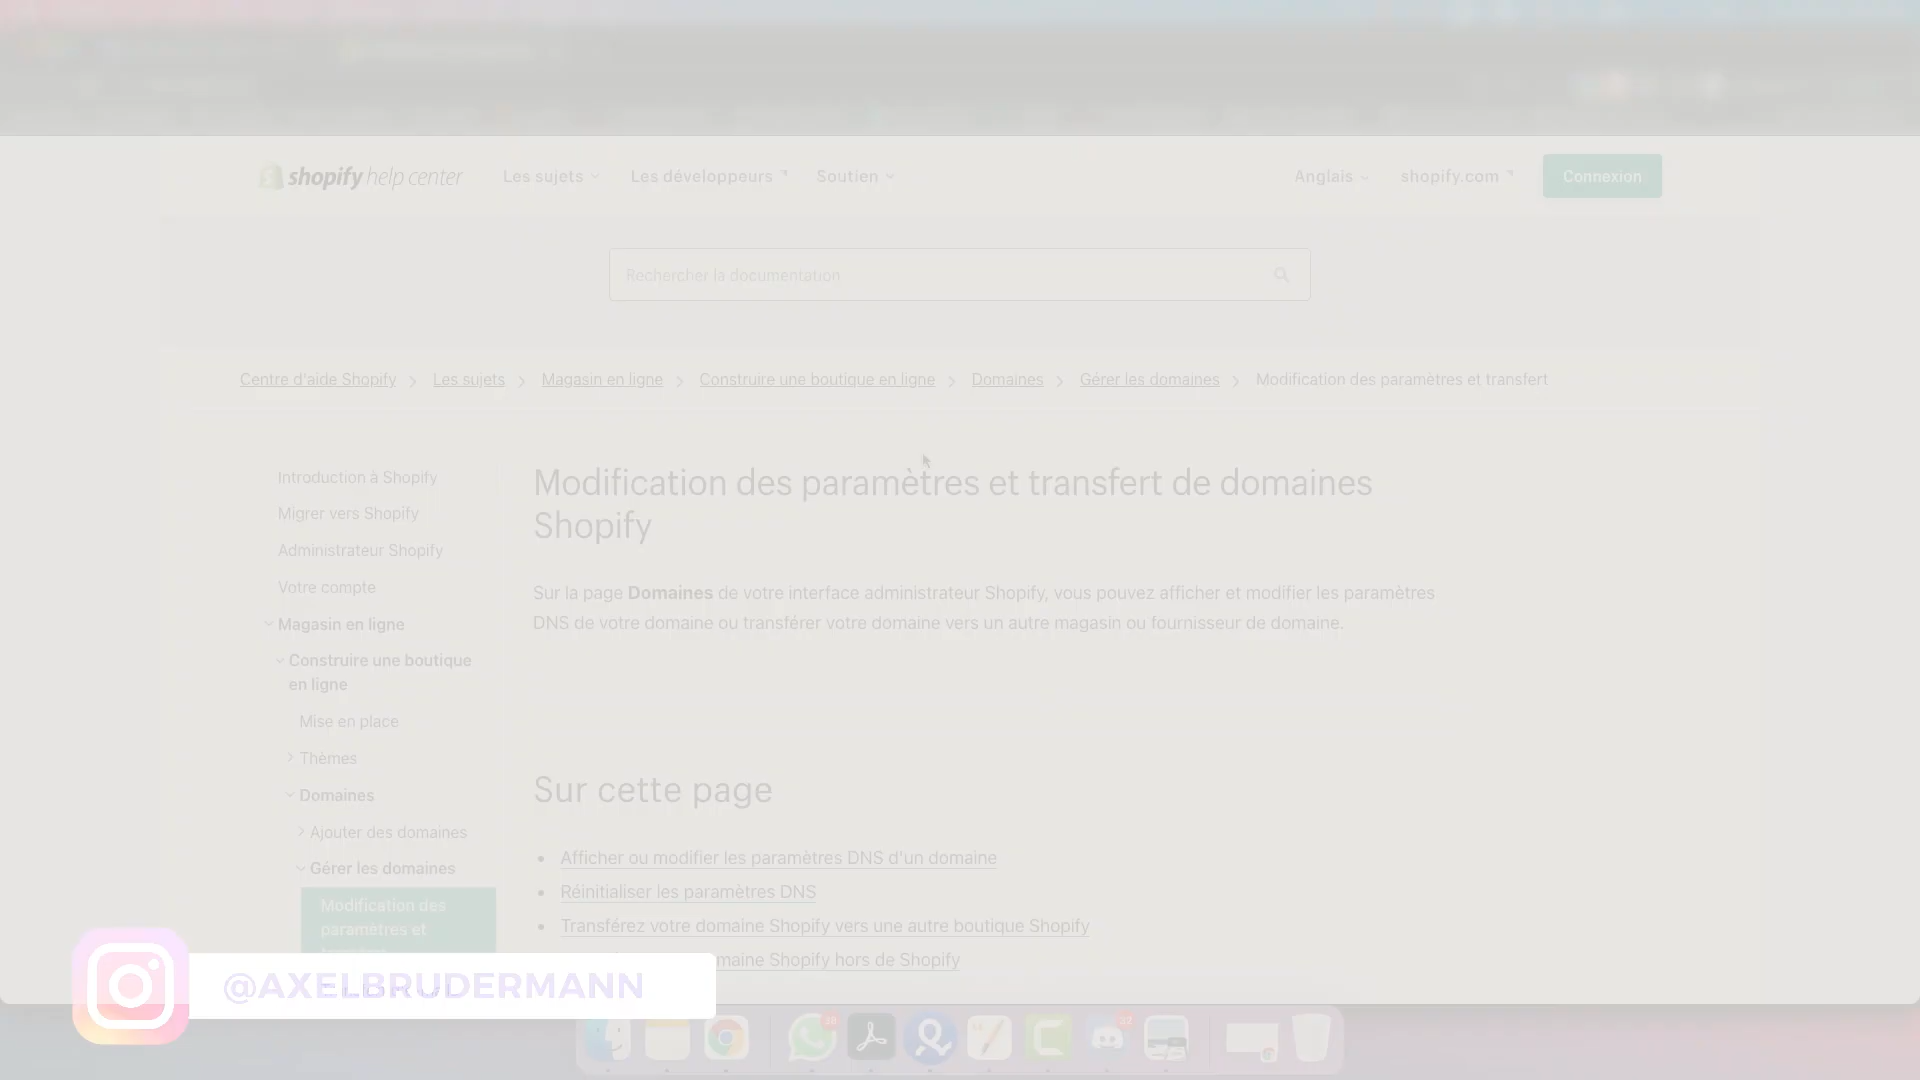 shopify help center
Les sujets
Les développeurs
Soutien
Anglais
shopify.com
Connexion
Rechercher la documentation
Centre d'aide Shopify
Les sujets
Magasin en ligne
Construire une boutique en ligne
Domaines
Gérer les domaines
Modification des paramètres et transfert
Introduction à Shopify
Migrer vers Shopify
Administrateur Shopify
Votre compte
Magasin en ligne
Construire une boutique
en ligne
Mise en place
Thèmes
Domaines
Ajouter des domaines
Gérer les domaines
Modification des
paramètres et
Modification des paramètres et transfert de domaines
Shopify
Sur la page Domaines de votre interface administrateur Shopify, vous pouvez afficher et modifier les paramètres
DNS de votre domaine ou transférer votre domaine vers un autre magasin ou fournisseur de domaine.
Sur cette page
Afficher ou modifier les paramètres DNS d'un domaine
Réinitialiser les paramètres DNS
Transférez votre domaine Shopify vers une autre boutique Shopify
maine Shopify hors de Shopify
@AXELBRUDERMANN